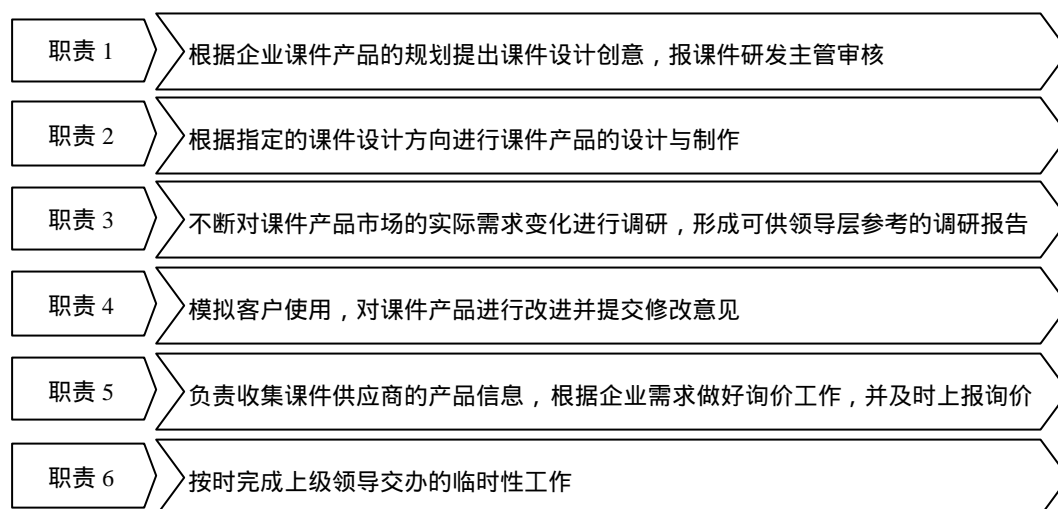 职责 1 根据企业课件产品的规划提出课件设计创意，报课件研发主管审核
职责 2 根据指定的课件设计方向进行课件产品的设计与制作
职责 3 不断对课件产品市场的实际需求变化进行调研，形成可供领导层参考的调研报告
职责 4 模拟客户使用，对课件产品进行改进并提交修改意见
职责 5 负责收集课件供应商的产品信息，根据企业需求做好询价工作，并及时上报询价
职责 6 按时完成上级领导交办的临时性工作